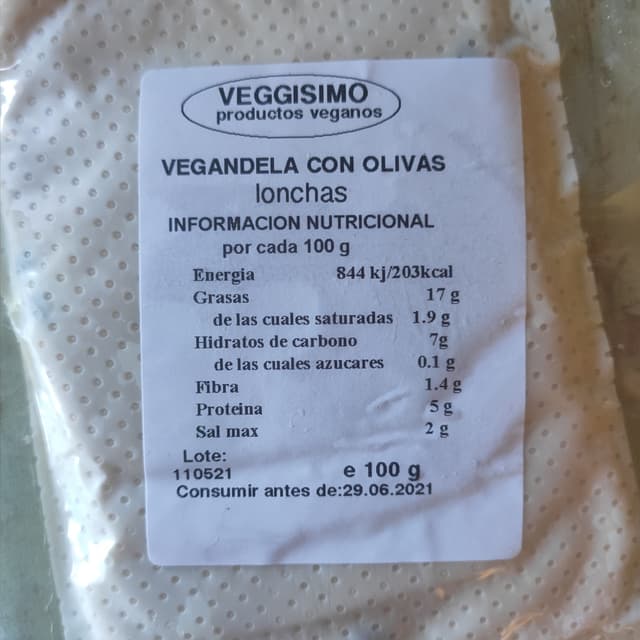 VEGGISIMO
productos veganos
VEGANDELA CON OLIVAS
lonchas
INFORMACION NUTRICIONAL
por cada 100 g
Energia 844 kj/203kcal
Grasas 17 g
de las cuales saturadas 1.9 g
Hidratos de carbono 7g
de las cuales azucares 0.1 g
Fibra 1.4 g
Proteina 5 g
Sal max 2 g
Lote:
110521 e 100 g
Consumir antes de:29.06.2021